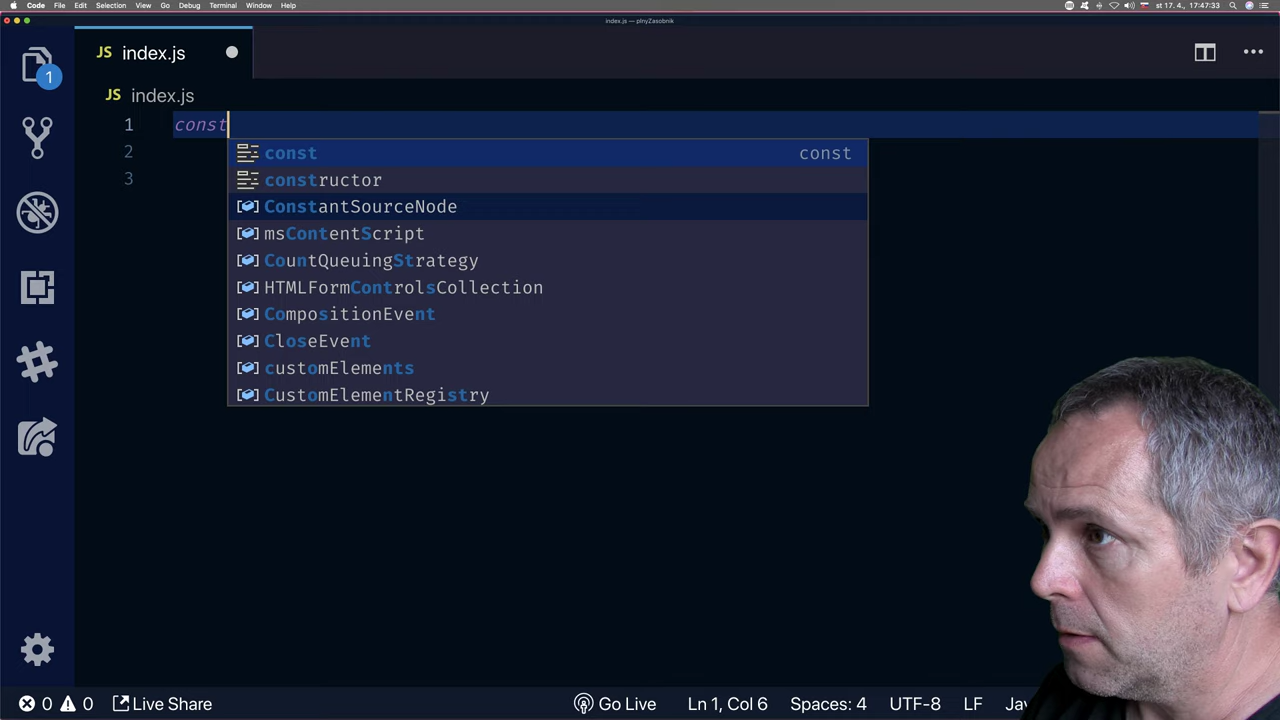 Code File Edit Selection View Go Debug Terminal Window Help st 17. 4., 17:47:33
index.js — plnyZasobnik
JS index.js
1
JS index.js
1 const
const const
2
constructor
3
ConstantSourceNode
msContentScript
CountQueuingStrategy
HTMLFormControlsCollection
CompositionEvent
CloseEvent
customElements
CustomElementRegistry
0 0 Live Share Go Live Ln 1, Col 6 Spaces: 4 UTF-8 LF